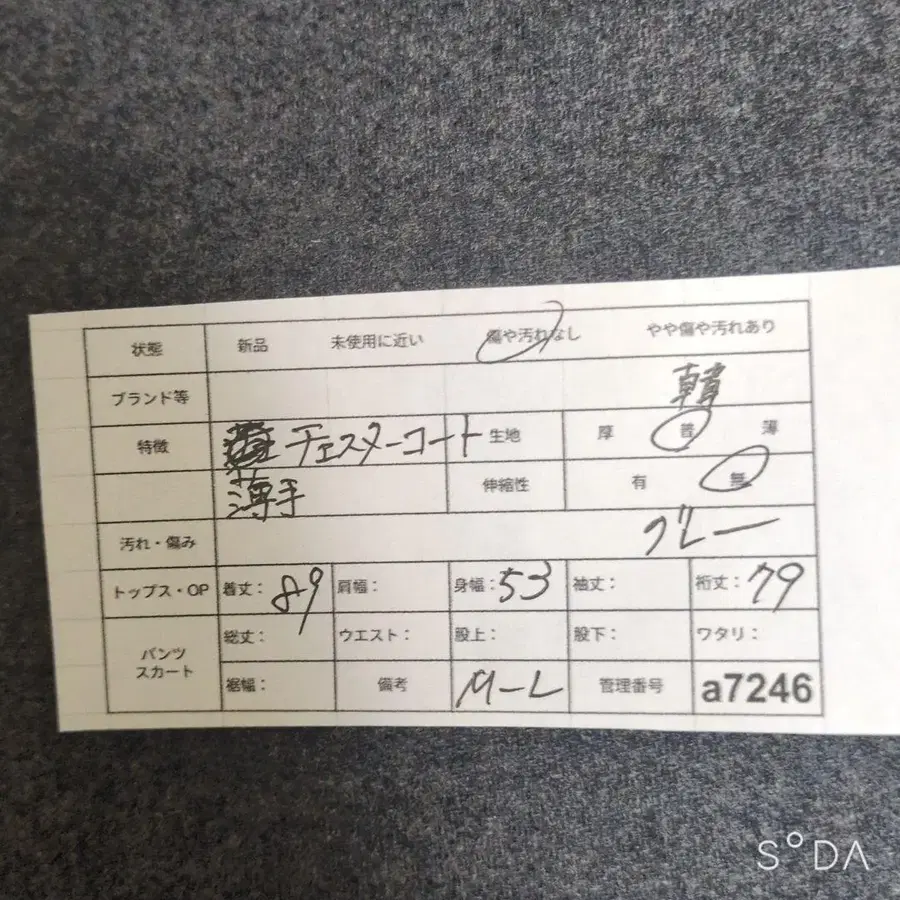 状態 新品 未使用に近い 傷や汚れなし やや傷や汚れあり
ブランド等 韓
特徴 チェスターコート 生地 厚 普 薄
薄手 伸縮性 有 無
汚れ・傷み グレー
トップス・OP 着丈：89 肩幅： 身幅：53 袖丈： 裄丈：79
パンツ スカート 総丈： ウエスト： 股上： 股下： ワタリ：
裾幅： 備考 M-L 管理番号 a7246
SODA